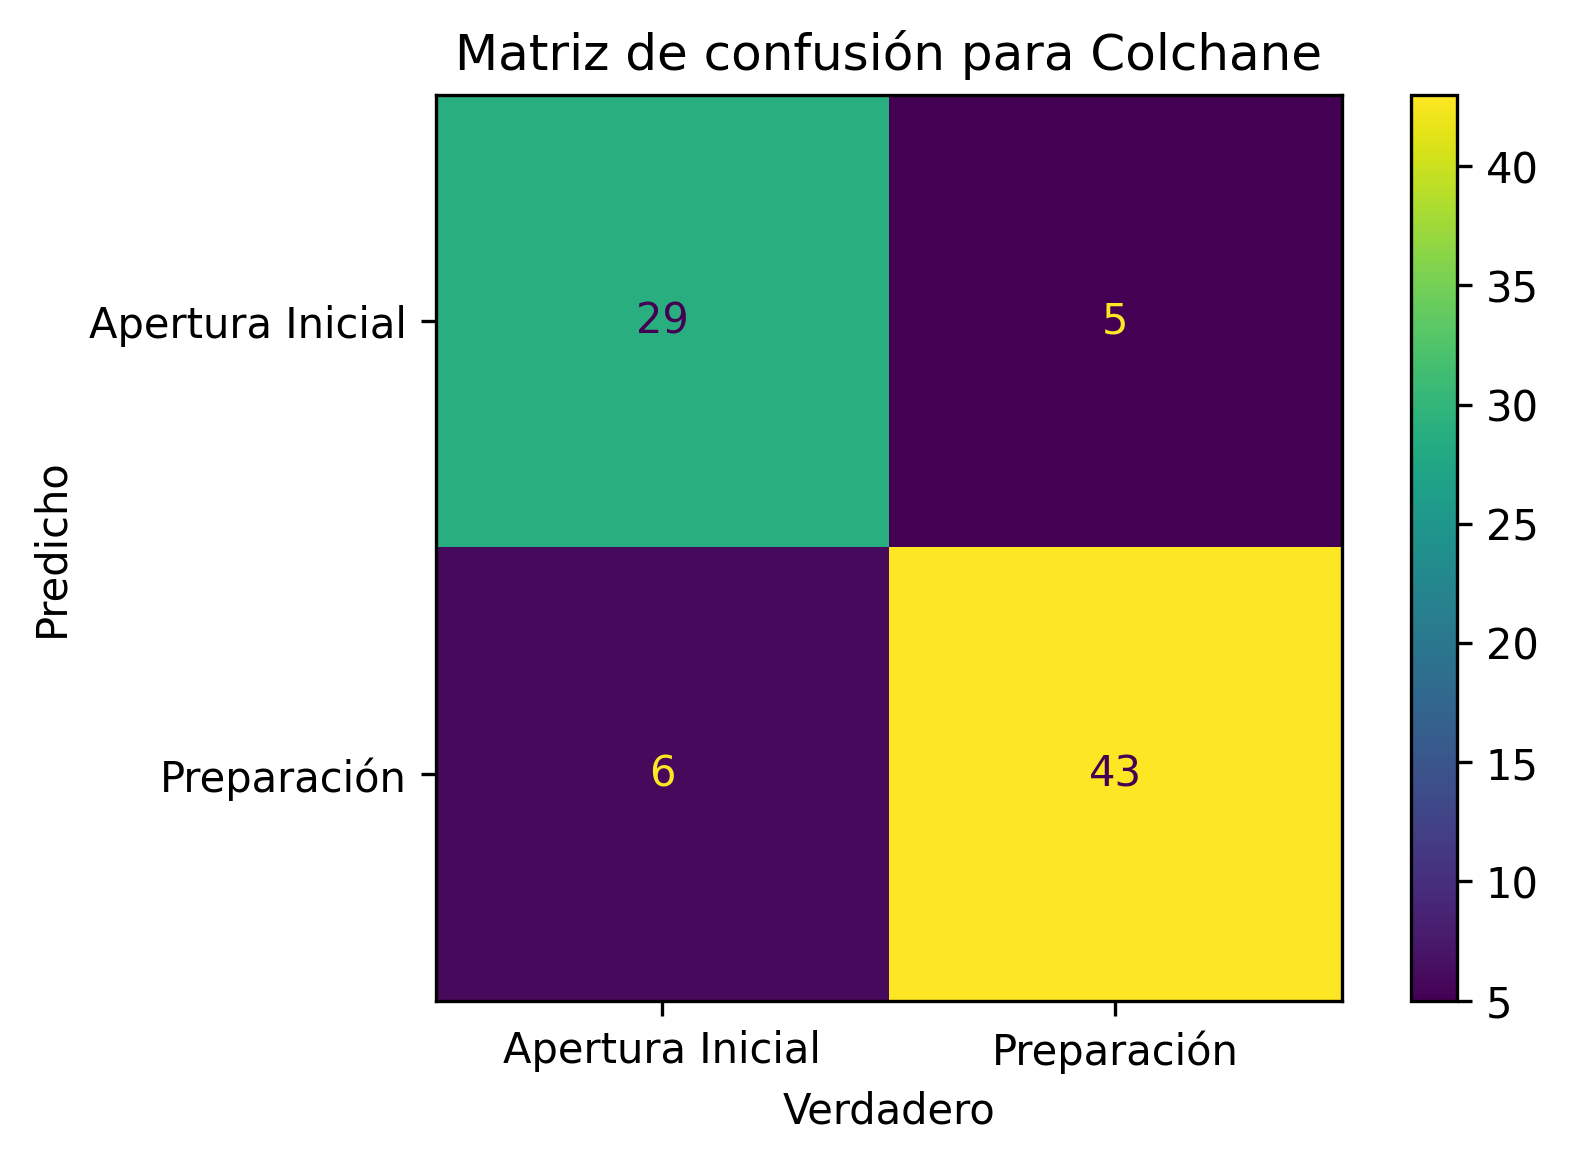 Matriz de confusión para Colchane
Predicho
Apertura Inicial
29
5
Preparación
6
43
Apertura Inicial
Preparación
Verdadero
40
35
30
25
20
15
10
5